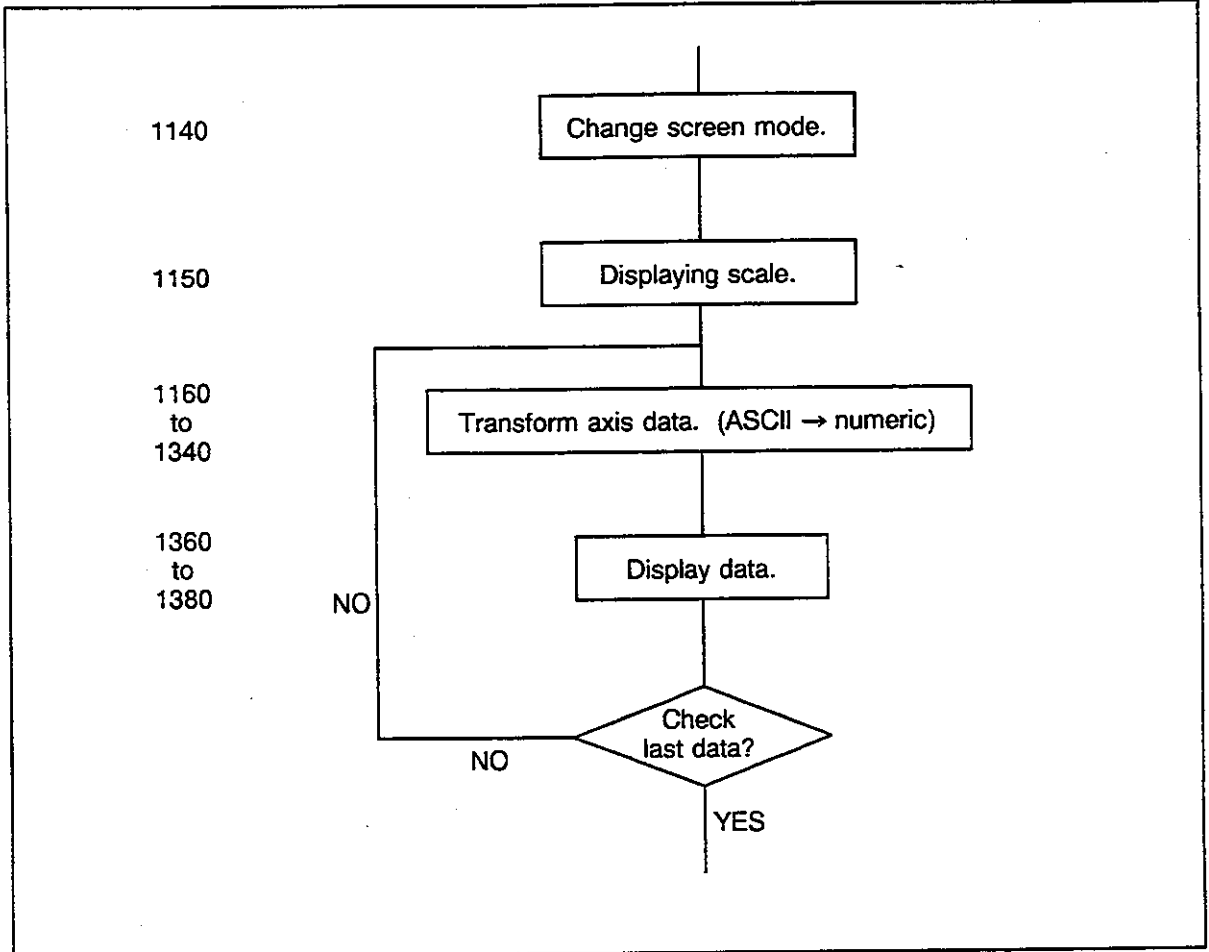 1140
Change screen mode.
1150
Displaying scale.
1160
to
1340
Transform axis data. (ASCII → numeric)
1360
to
1380
Display data.
NO
Check
last data?
NO
YES